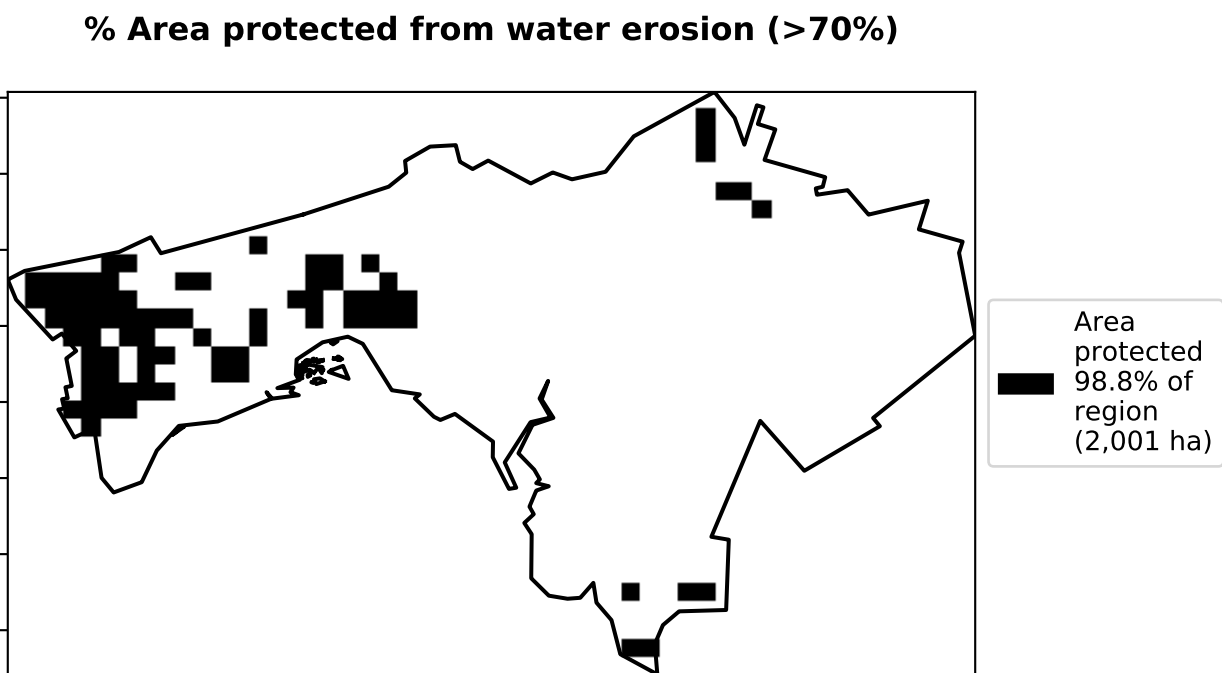 % Area protected from water erosion (>70%)
Area
protected
98.8% of
region
(2,001 ha)